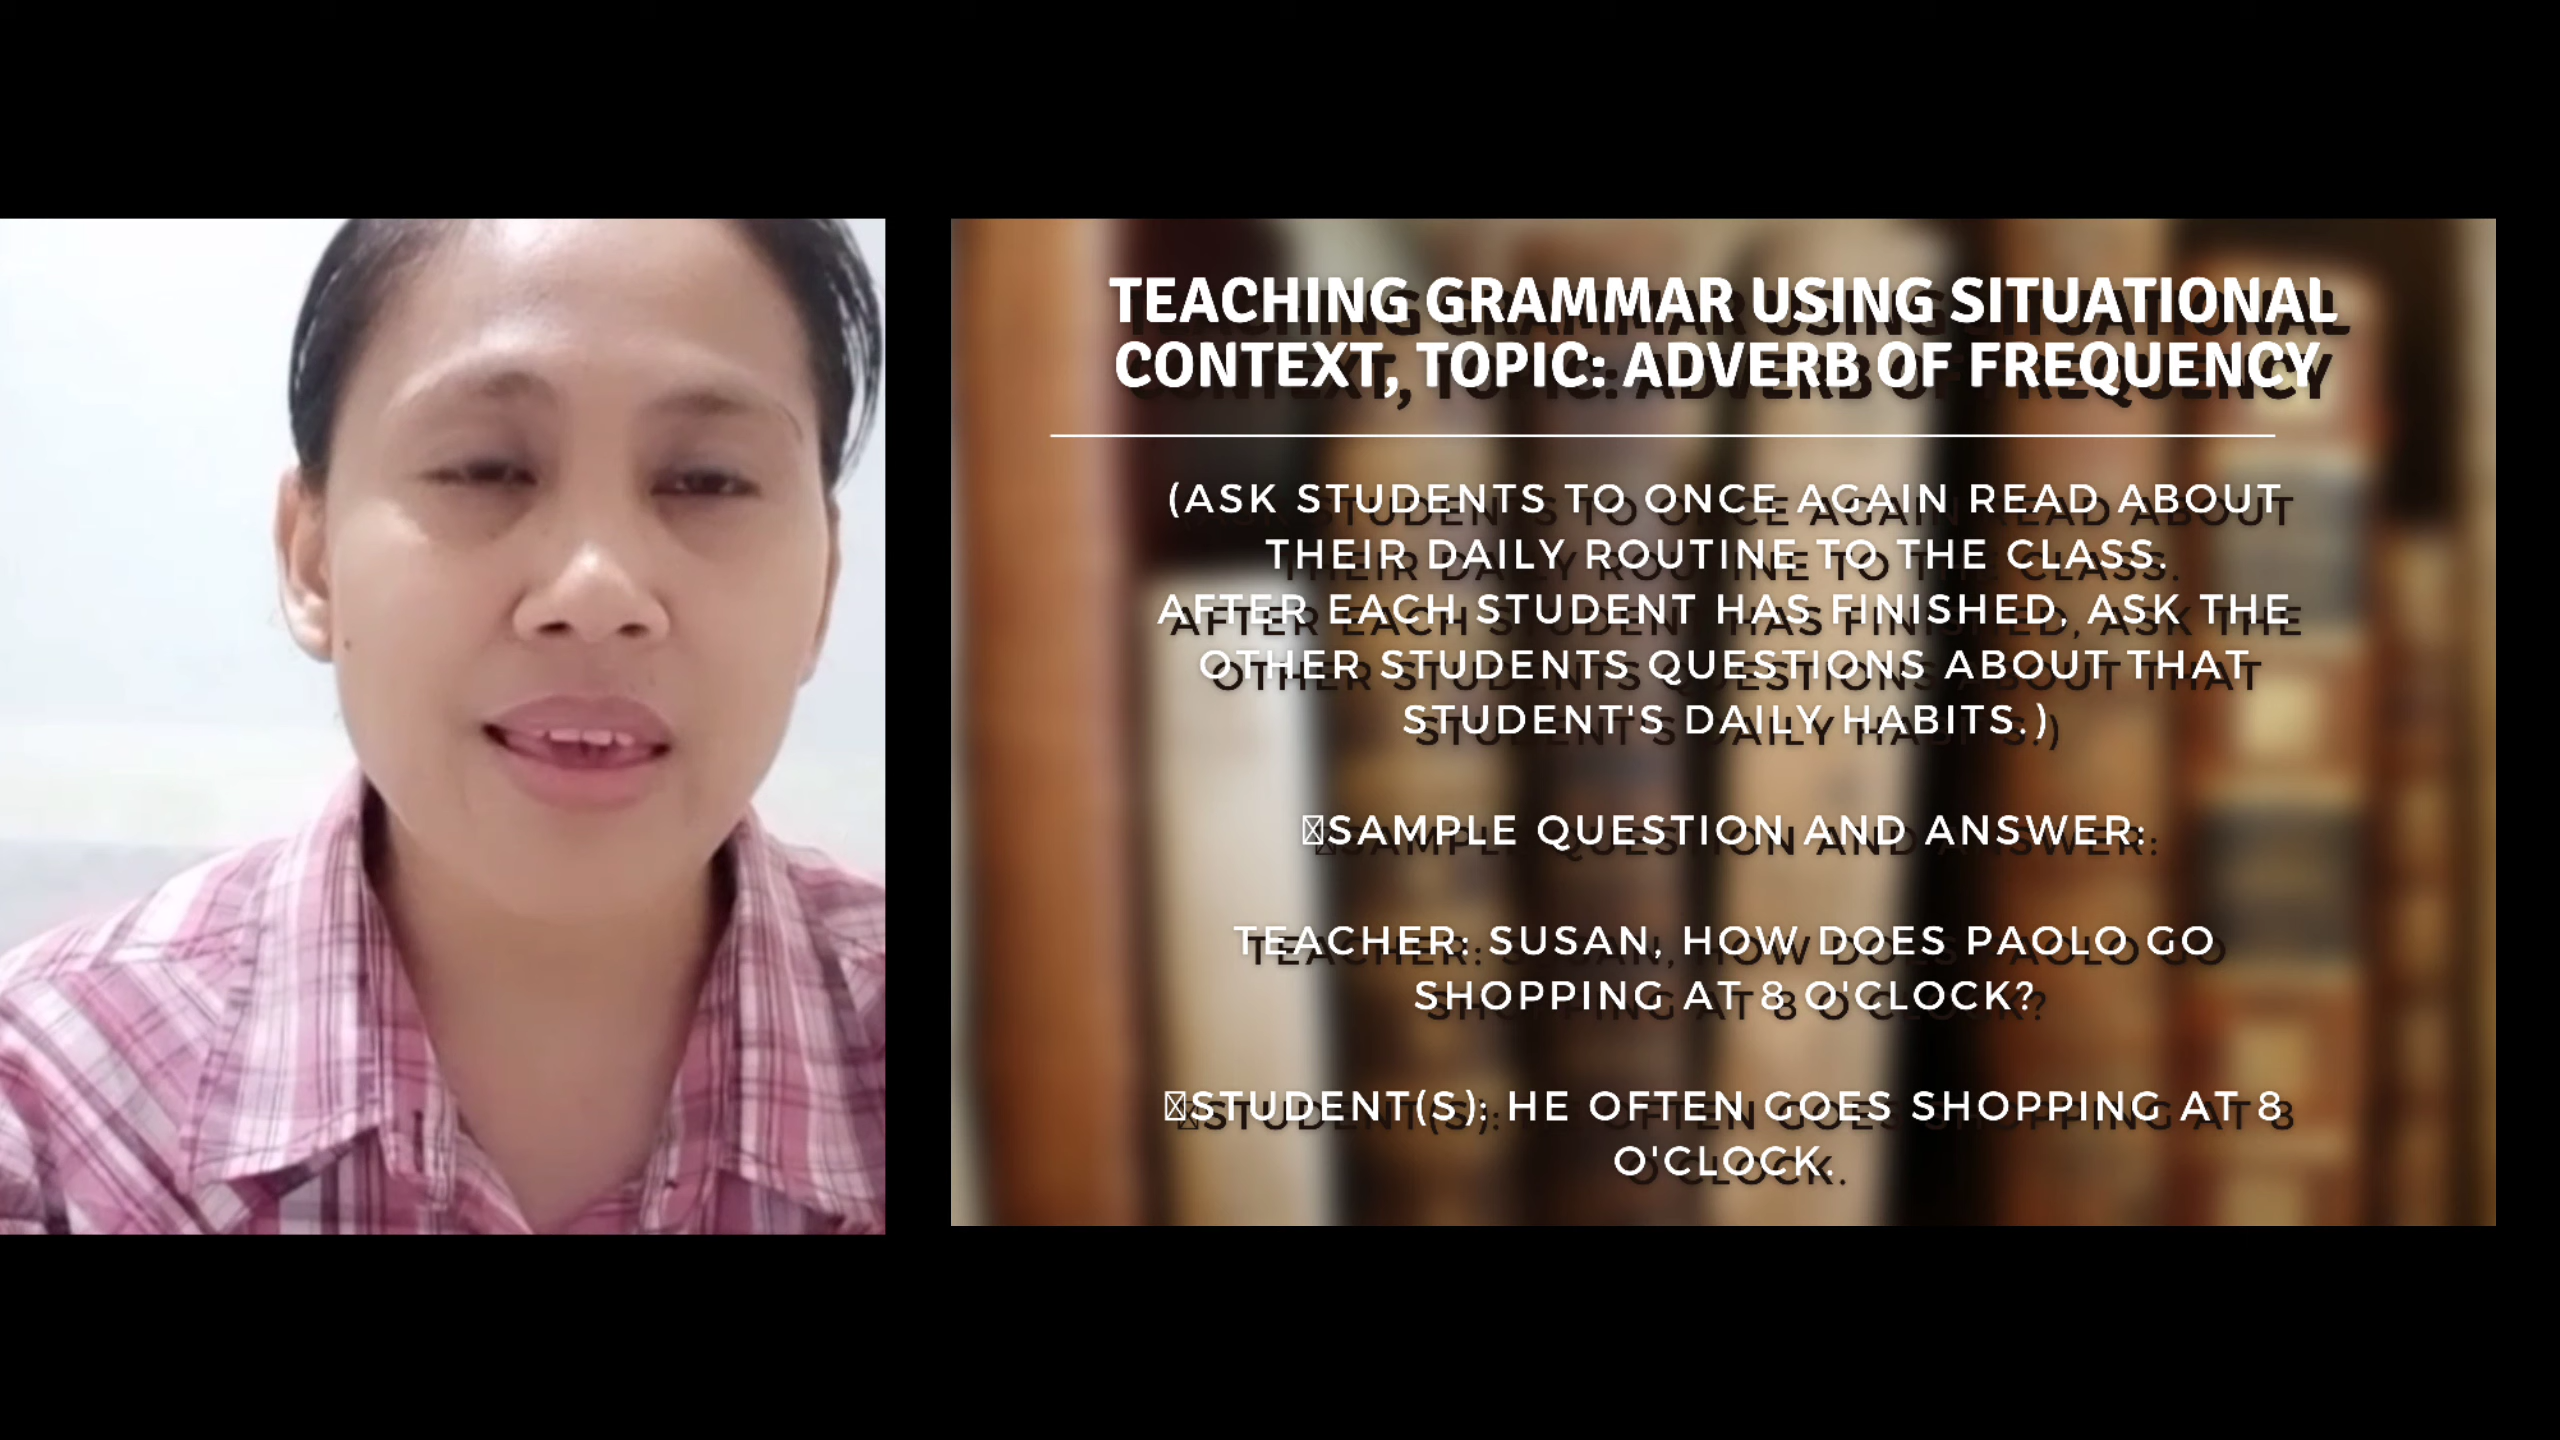 TEACHING GRAMMAR USING SITUATIONAL
CONTEXT, TOPIC: ADVERB OF FREQUENCY
(ASK STUDENTS TO ONCE AGAIN READ ABOUT
THEIR DAILY ROUTINE TO THE CLASS.
AFTER EACH STUDENT HAS FINISHED, ASK THE
OTHER STUDENTS QUESTIONS ABOUT THAT
STUDENT'S DAILY HABITS.)
SAMPLE QUESTION AND ANSWER:
TEACHER: SUSAN, HOW DOES PAOLO GO
SHOPPING AT 8 O'CLOCK?
STUDENT(S): HE OFTEN GOES SHOPPING AT 8
O'CLOCK.